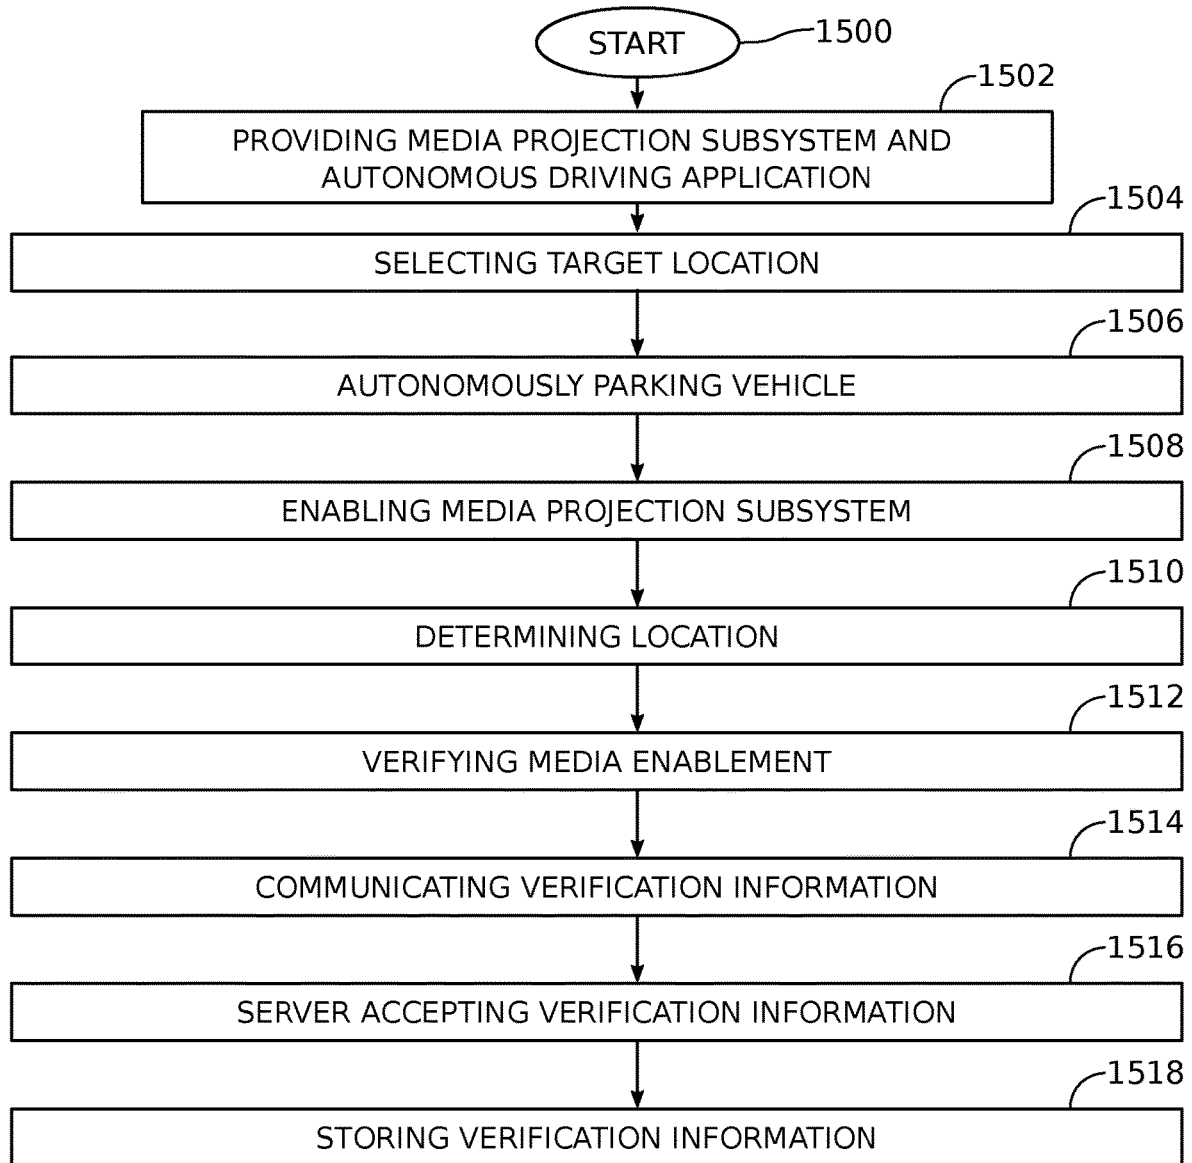 START
1500
1502
PROVIDING MEDIA PROJECTION SUBSYSTEM AND
AUTONOMOUS DRIVING APPLICATION
1504
SELECTING TARGET LOCATION
1506
AUTONOMOUSLY PARKING VEHICLE
1508
ENABLING MEDIA PROJECTION SUBSYSTEM
1510
DETERMINING LOCATION
1512
VERIFYING MEDIA ENABLEMENT
1514
COMMUNICATING VERIFICATION INFORMATION
1516
SERVER ACCEPTING VERIFICATION INFORMATION
1518
STORING VERIFICATION INFORMATION